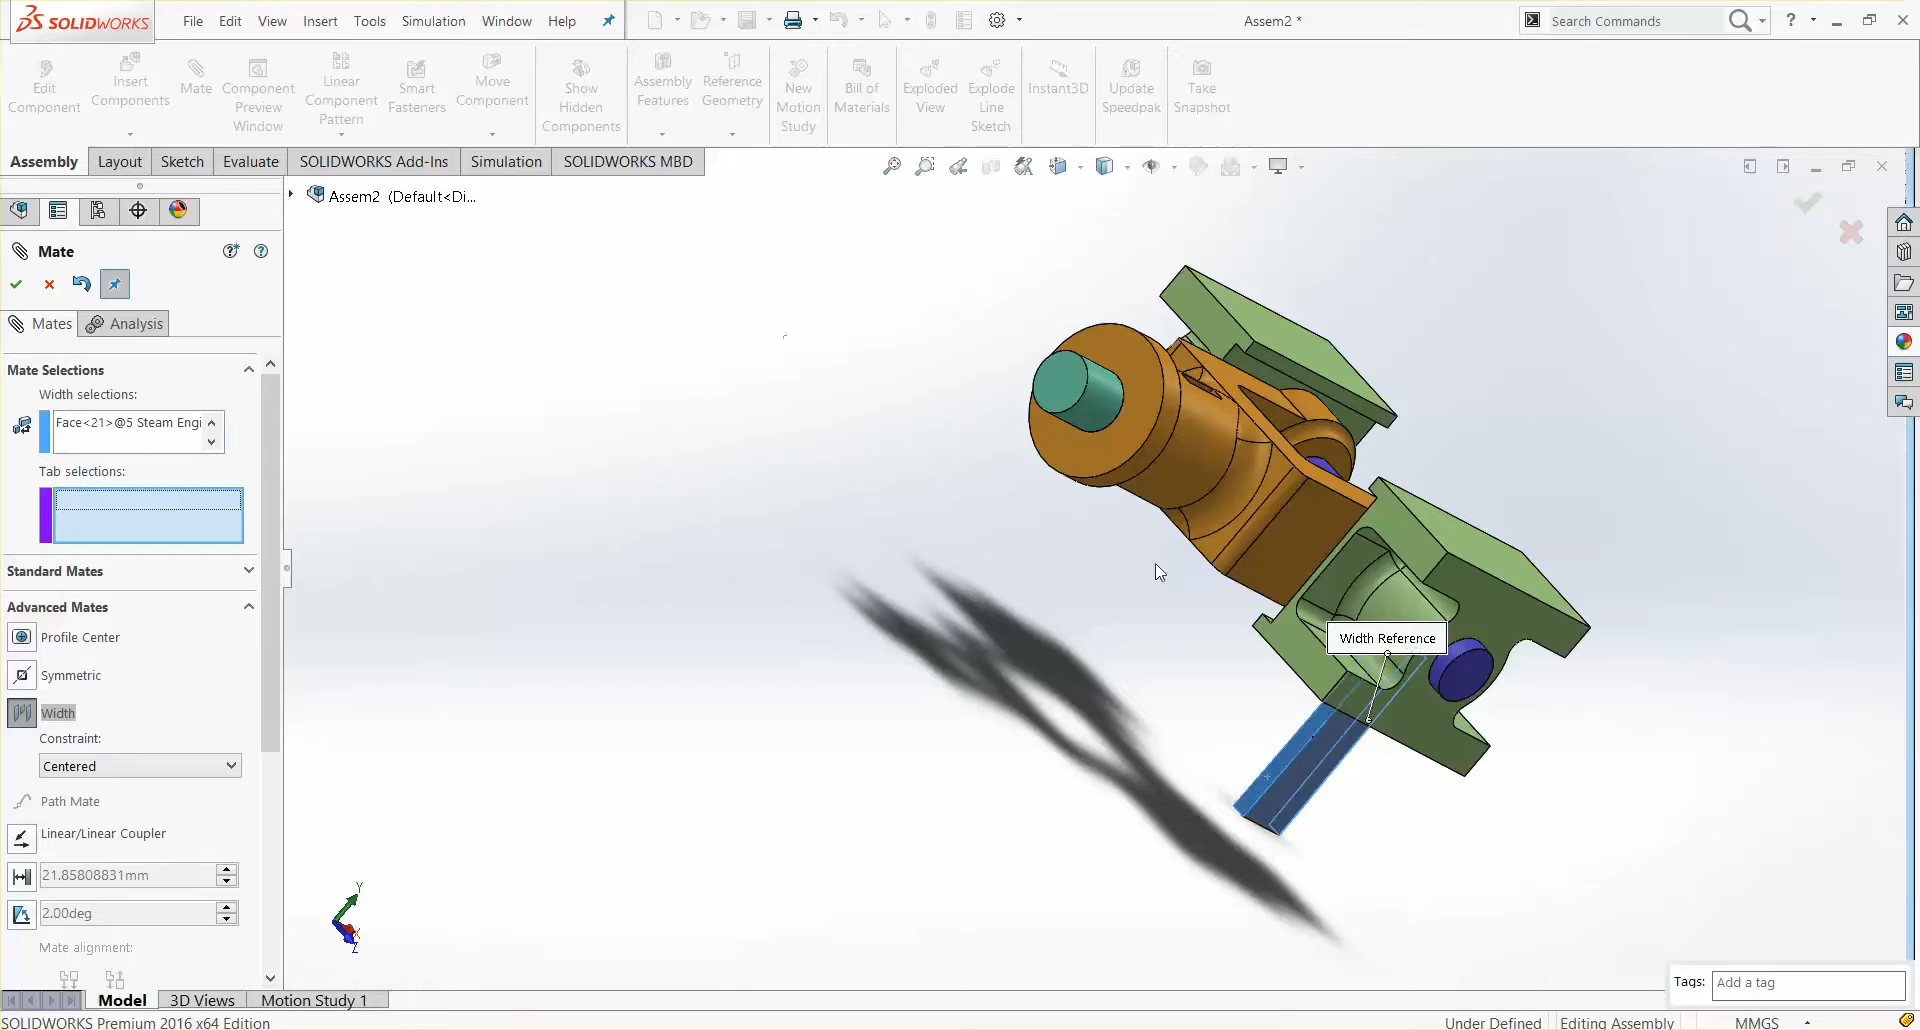 SOLIDWORKS
File Edit View Insert Tools Simulation Window Help
Assem2 *
Search Commands
?
Edit Component
Insert Components
Mate
Component Preview Window
Linear Component Pattern
Smart Fasteners
Move Component
Show Hidden Components
Assembly Features
Reference Geometry
New Motion Study
Bill of Materials
Exploded View
Explode Line Sketch
Instant3D
Update Speedpak
Take Snapshot
Assembly Layout Sketch Evaluate SOLIDWORKS Add-Ins Simulation SOLIDWORKS MBD
Assem2 (Default<Di...
Mate
Mates Analysis
Mate Selections
Width selections:
Face<21>@5 Steam Engi
Tab selections:
Standard Mates
Advanced Mates
Profile Center
Symmetric
Width
Constraint:
Centered
Path Mate
Linear/Linear Coupler
21.85808831mm
2.00deg
Mate alignment:
Width Reference
Y
X
Z
Tags: Add a tag
Model 3D Views Motion Study 1
SOLIDWORKS Premium 2016 x64 Edition
Under Defined Editing Assembly MMGS